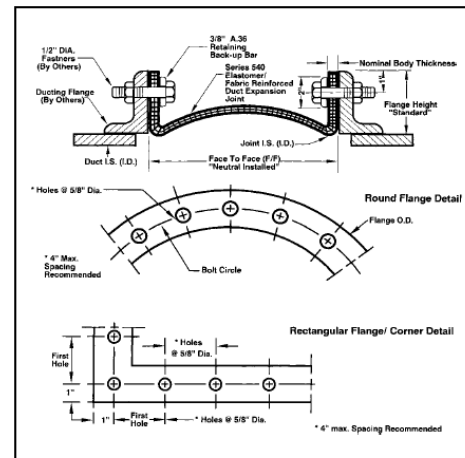 1/2" DIA.
Fasteners
(By Others)
Ducting Flange
(By Others)
Duct I.S. (I.D.)
3/8" A.36
Retaining
Back-up Bar
Series 540
Elastomer/
Fabric Reinforced
Duct Expansion
Joint
Nominal Body Thickness
2"
Flange Height
"Standard"
Joint I.S. (I.D.)
Face To Face (F/F)
"Neutral Installed"
* Holes @ 5/8" Dia.
Round Flange Detail
Flange O.D.
* 4" Max.
Spacing
Recommended
Bolt Circle
Rectangular Flange/ Corner Detail
* Holes
@ 5/8" Dia.
First
Hole
1"
1"
First
Hole
* Holes @ 5/8" Dia.
* 4" max. Spacing Recommended